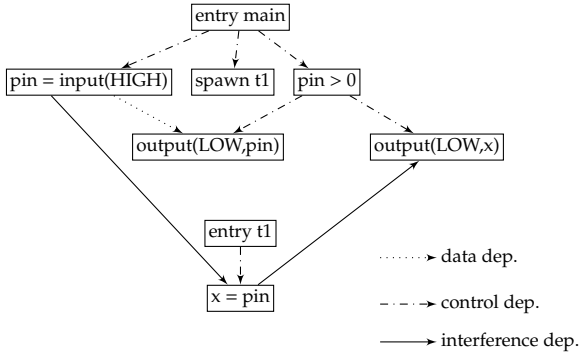 entry main
pin = input(HIGH)
spawn t1
pin > 0
output(LOW,pin)
output(LOW,x)
entry t1
x = pin
data dep.
control dep.
interference dep.